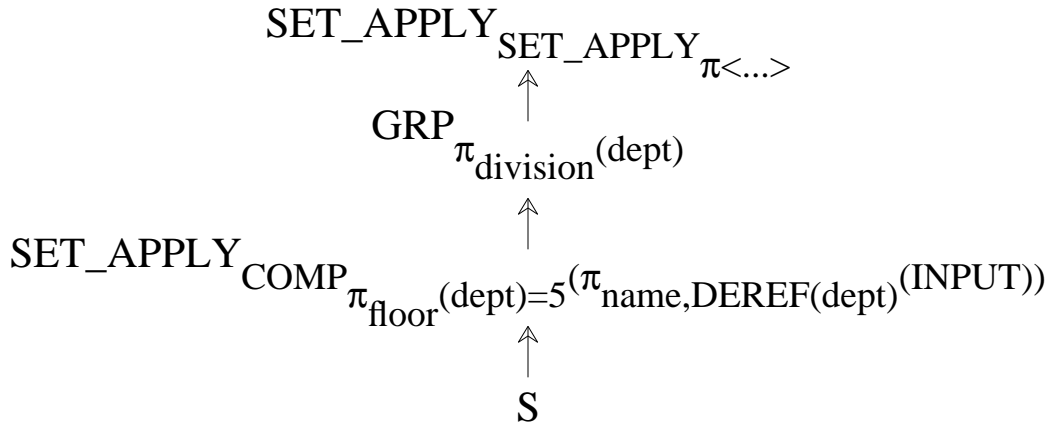 SET_APPLY SET_APPLY π<...>
GRP π division (dept)
SET_APPLY COMP π floor (dept)=5 (π name,DEREF(dept) (INPUT))
S